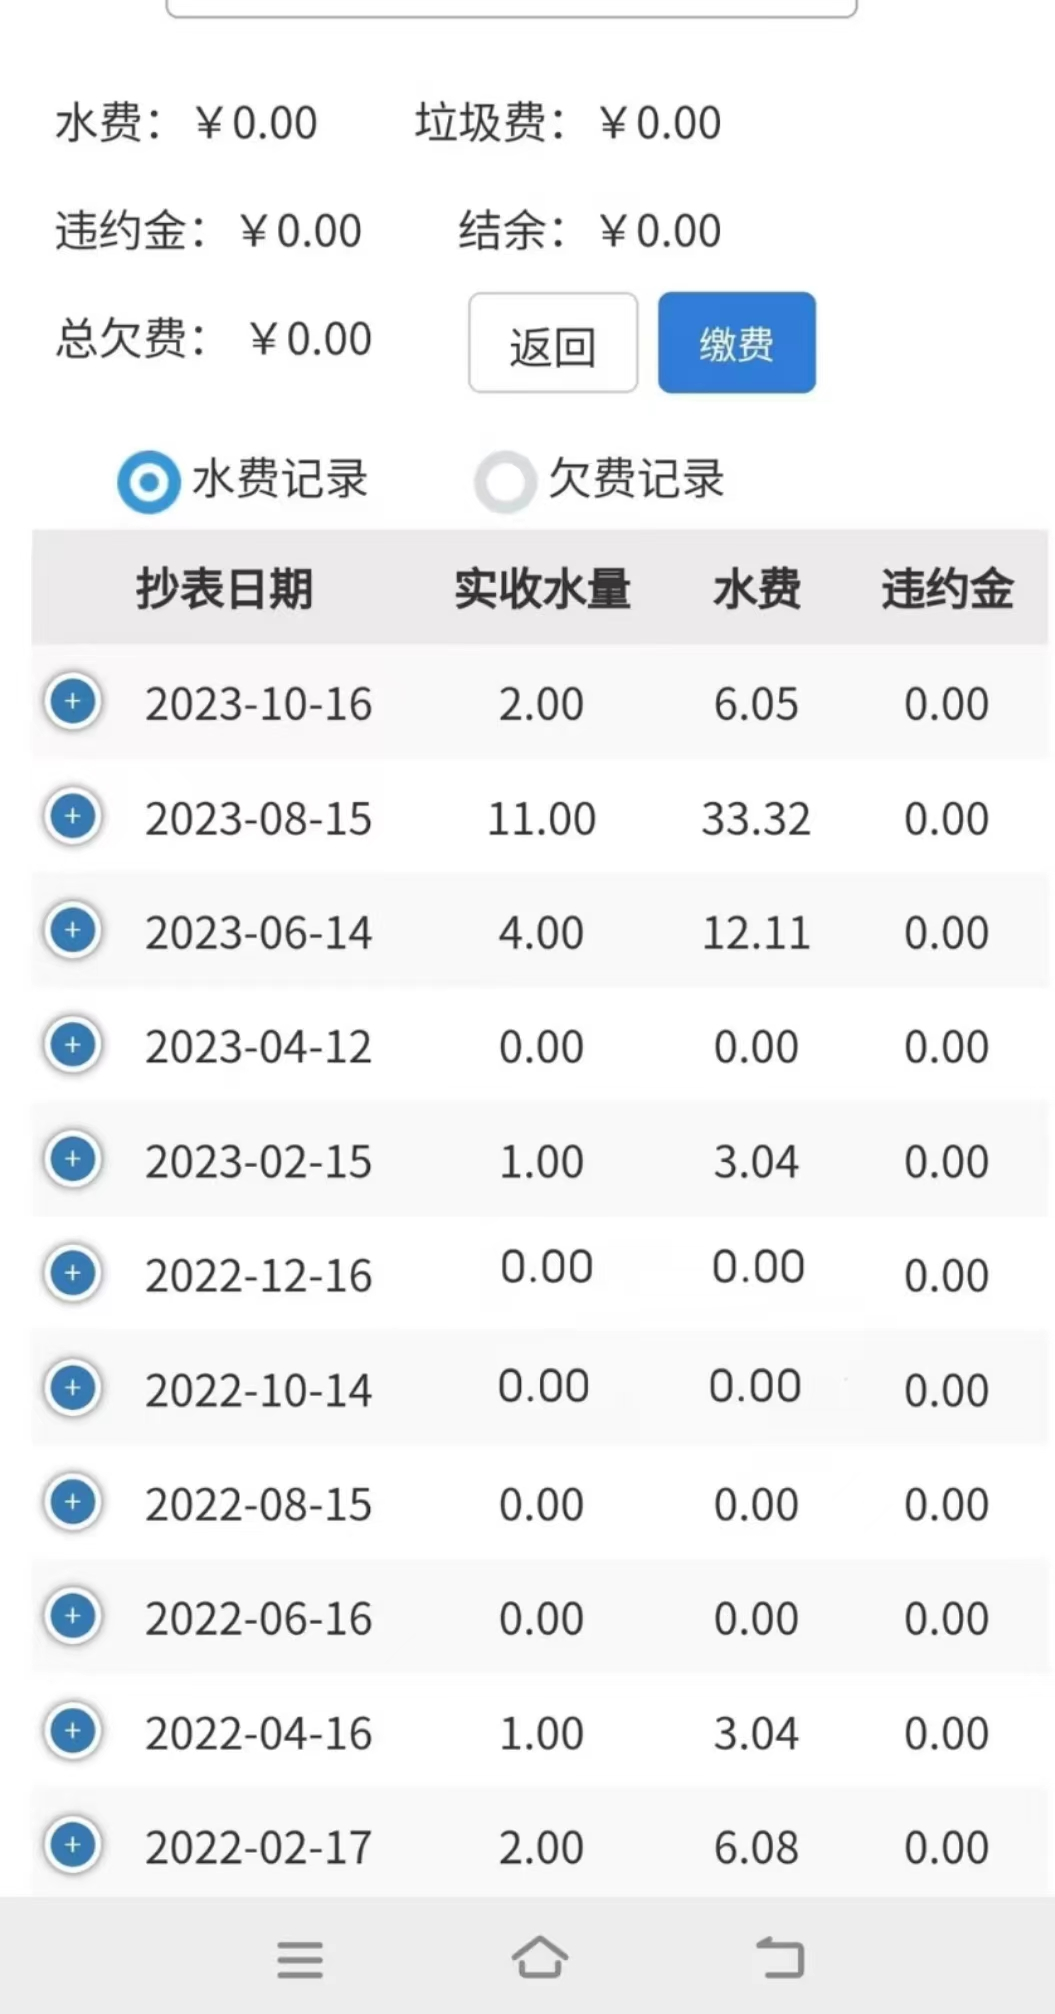 水费：￥0.00 垃圾费：￥0.00
违约金：￥0.00 结余：￥0.00
总欠费：￥0.00 返回 缴费
水费记录 欠费记录
抄表日期 实收水量 水费 违约金
+ 2023-10-16 2.00 6.05 0.00
+ 2023-08-15 11.00 33.32 0.00
+ 2023-06-14 4.00 12.11 0.00
+ 2023-04-12 0.00 0.00 0.00
+ 2023-02-15 1.00 3.04 0.00
+ 2022-12-16 0.00 0.00 0.00
+ 2022-10-14 0.00 0.00 0.00
+ 2022-08-15 0.00 0.00 0.00
+ 2022-06-16 0.00 0.00 0.00
+ 2022-04-16 1.00 3.04 0.00
+ 2022-02-17 2.00 6.08 0.00